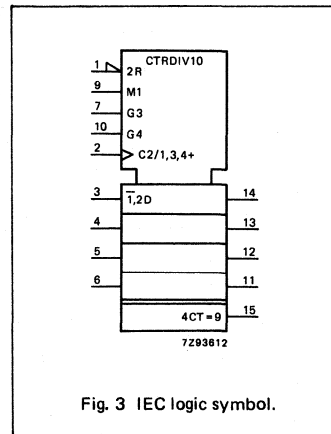 CTRDIV10
1 2R
9 M1
7 G3
10 G4
2 C2/1,3,4+
3 1̅,2D 14
4 13
5 12
6 11
4CT=9 15
7Z93612
Fig. 3 IEC logic symbol.